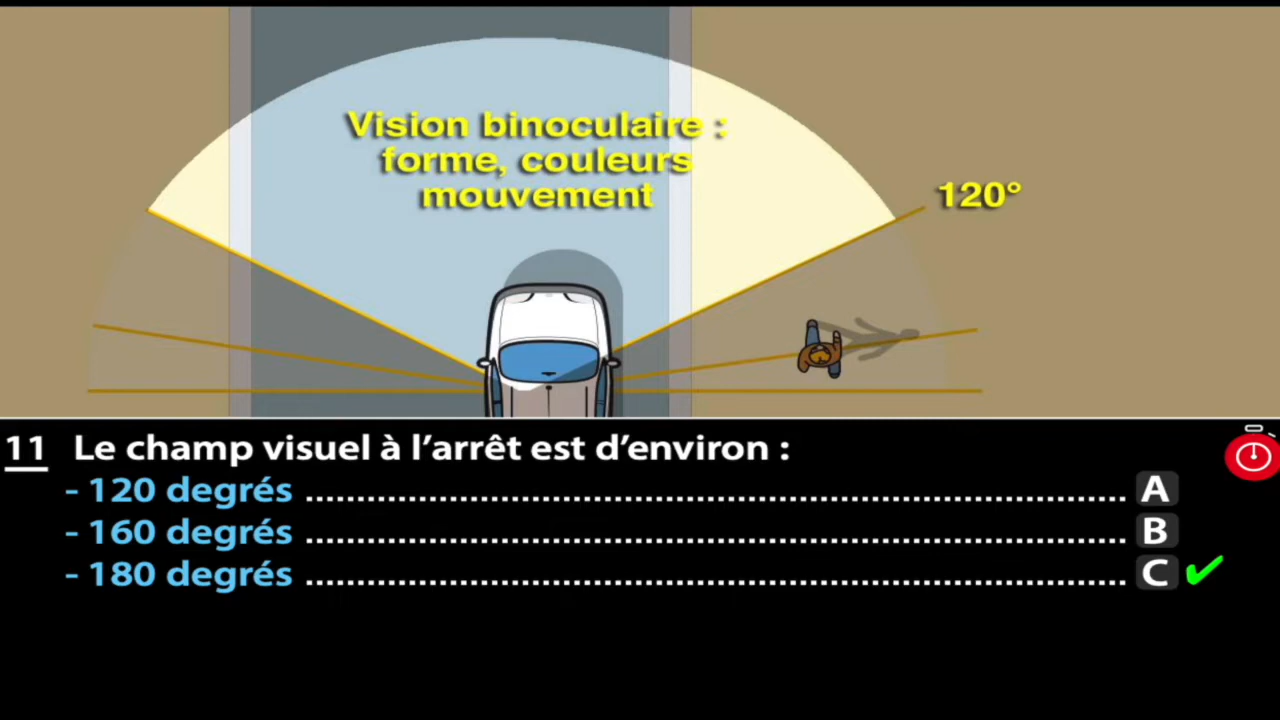 Vision binoculaire :
forme, couleurs
mouvement
120°
11 Le champ visuel à l’arrêt est d’environ :
- 120 degrés ........................................................................................ A
- 160 degrés ........................................................................................ B
- 180 degrés ........................................................................................ C